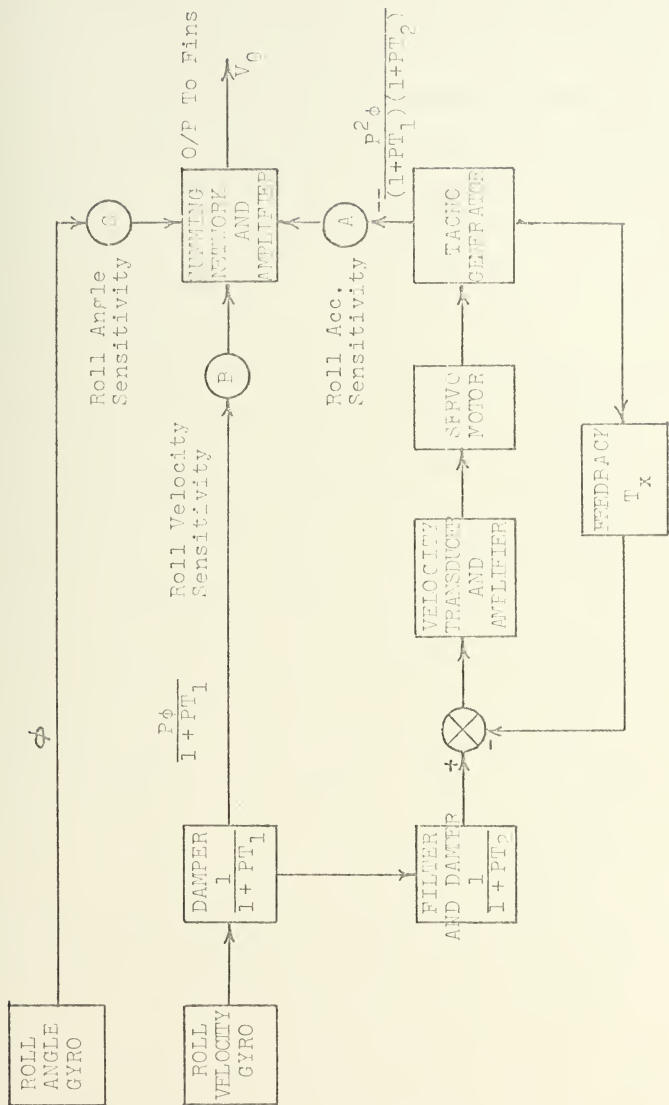 ROLL
ANGLE
GYRO
φ
Roll Angle
Sensitivity
ROLL
VELOCITY
GYRO
DAMPER
1
1 + PT1
Pφ
1 + PT1
Roll Velocity
Sensitivity
B
SUMMING
NETWORK
AND
AMPLIFIER
O/P To Fins
Vθ
FILTER
AND DAMPER
1
1 + PT2
+
-
VELOCITY
TRANSDUCER
AND
AMPLIFIER
SERVO
MOTOR
TACHO
GENERATOR
Roll Acc.
Sensitivity
A
- P²φ
(1+PT1)(1+PT2)
FEEDBACK
Tx